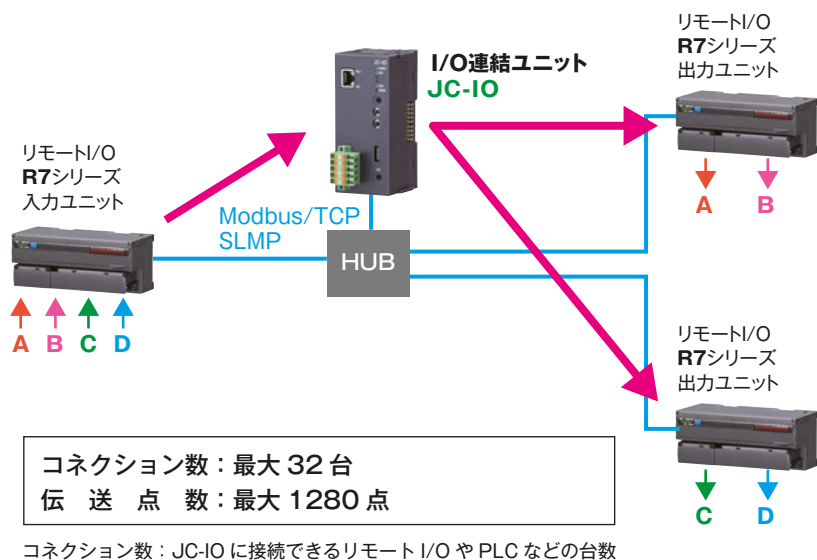 リモートI/O
R7シリーズ
出力ユニット
I/O連結ユニット
JC-IO
JC-IO
A B
リモートI/O
R7シリーズ
入力ユニット
Modbus/TCP
SLMP
HUB
A B C D
リモートI/O
R7シリーズ
出力ユニット
C D
コネクション数：最大 32 台
伝 送 点 数：最大 1280 点
コネクション数：JC-IO に接続できるリモート I/O や PLC などの台数